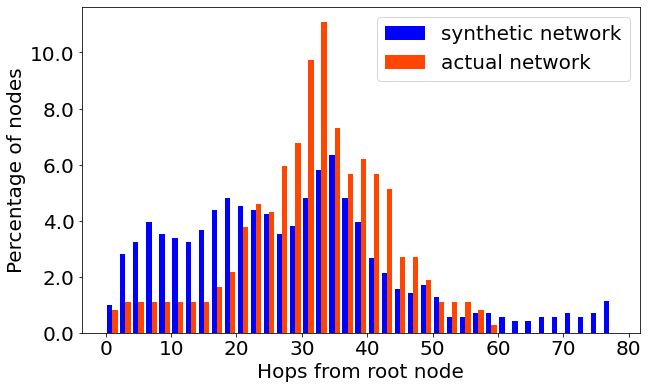 synthetic network
actual network
Percentage of nodes
10.0
8.0
6.0
4.0
2.0
0.0
0 10 20 30 40 50 60 70 80
Hops from root node